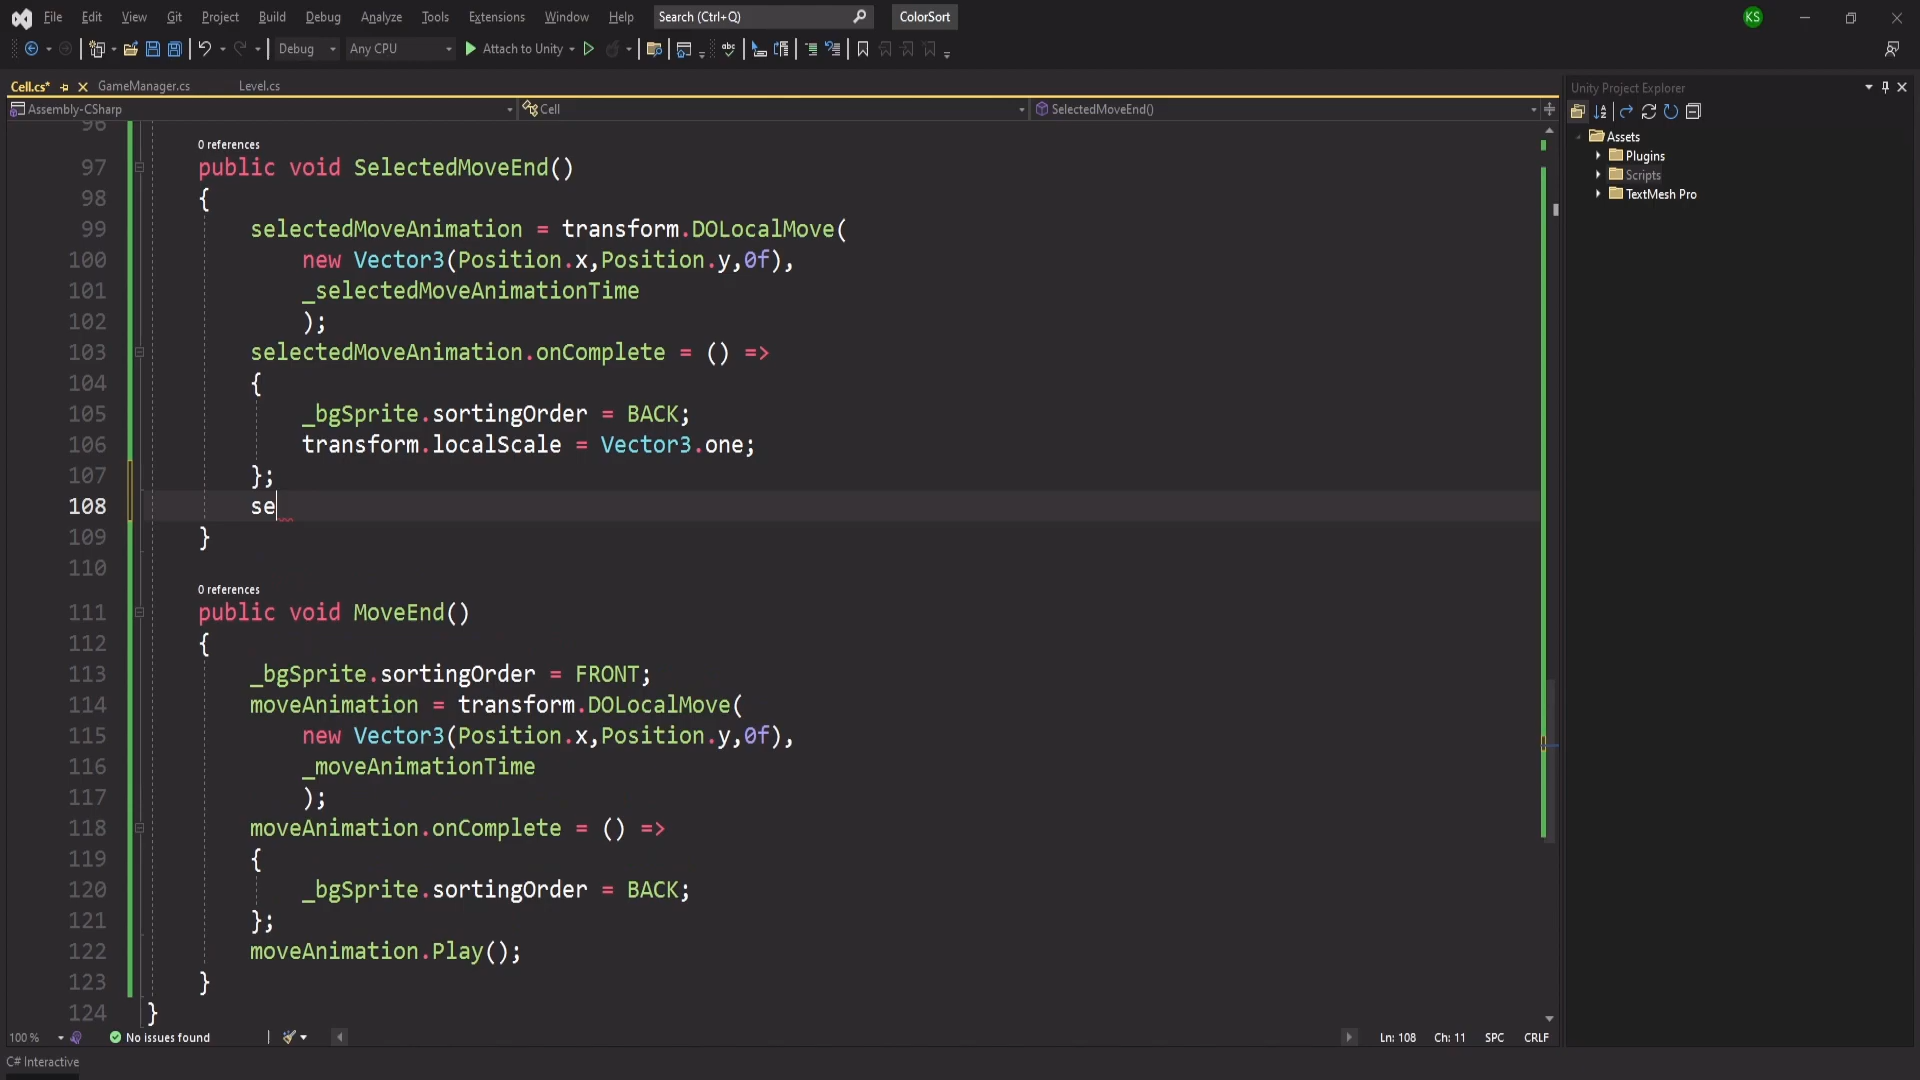 File Edit View Git Project Build Debug Analyze Tools Extensions Window Help Search (Ctrl+Q) ColorSort KS
Debug Any CPU Attach to Unity
Cell.cs* GameManager.cs Level.cs
Assembly-CSharp Cell SelectedMoveEnd()
Unity Project Explorer
Assets
Plugins
Scripts
TextMesh Pro
96
0 references
97 public void SelectedMoveEnd()
98 {
99 selectedMoveAnimation = transform.DOLocalMove(
100 new Vector3(Position.x,Position.y,0f),
101 _selectedMoveAnimationTime
102 );
103 selectedMoveAnimation.onComplete = () =>
104 {
105 _bgSprite.sortingOrder = BACK;
106 transform.localScale = Vector3.one;
107 };
108 se
109 }
110
0 references
111 public void MoveEnd()
112 {
113 _bgSprite.sortingOrder = FRONT;
114 moveAnimation = transform.DOLocalMove(
115 new Vector3(Position.x,Position.y,0f),
116 _moveAnimationTime
117 );
118 moveAnimation.onComplete = () =>
119 {
120 _bgSprite.sortingOrder = BACK;
121 };
122 moveAnimation.Play();
123 }
124 }
100 % No issues found Ln: 108 Ch: 11 SPC CRLF
C# Interactive